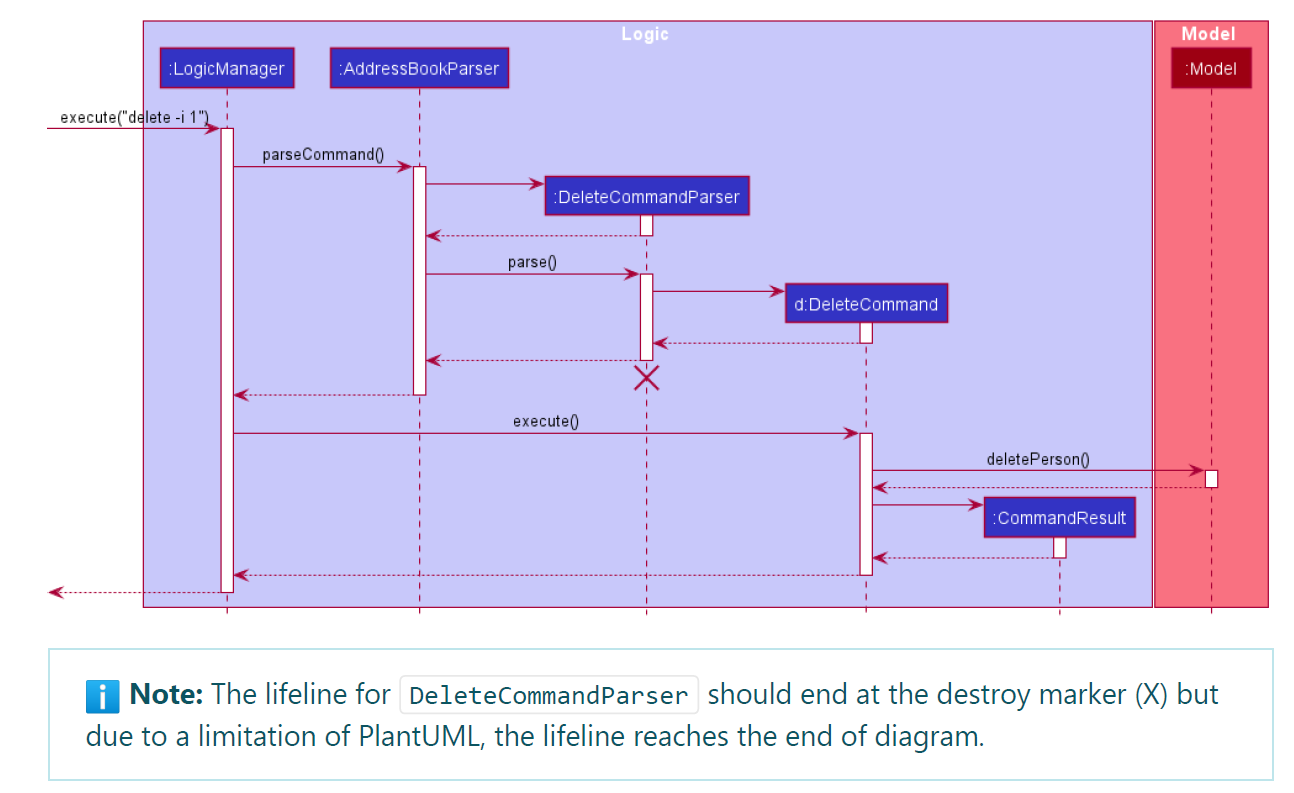 Logic
Model
:LogicManager
:AddressBookParser
:Model
execute("delete -i 1")
parseCommand()
:DeleteCommandParser
parse()
d:DeleteCommand
execute()
deletePerson()
:CommandResult
i Note: The lifeline for DeleteCommandParser should end at the destroy marker (X) but
due to a limitation of PlantUML, the lifeline reaches the end of diagram.